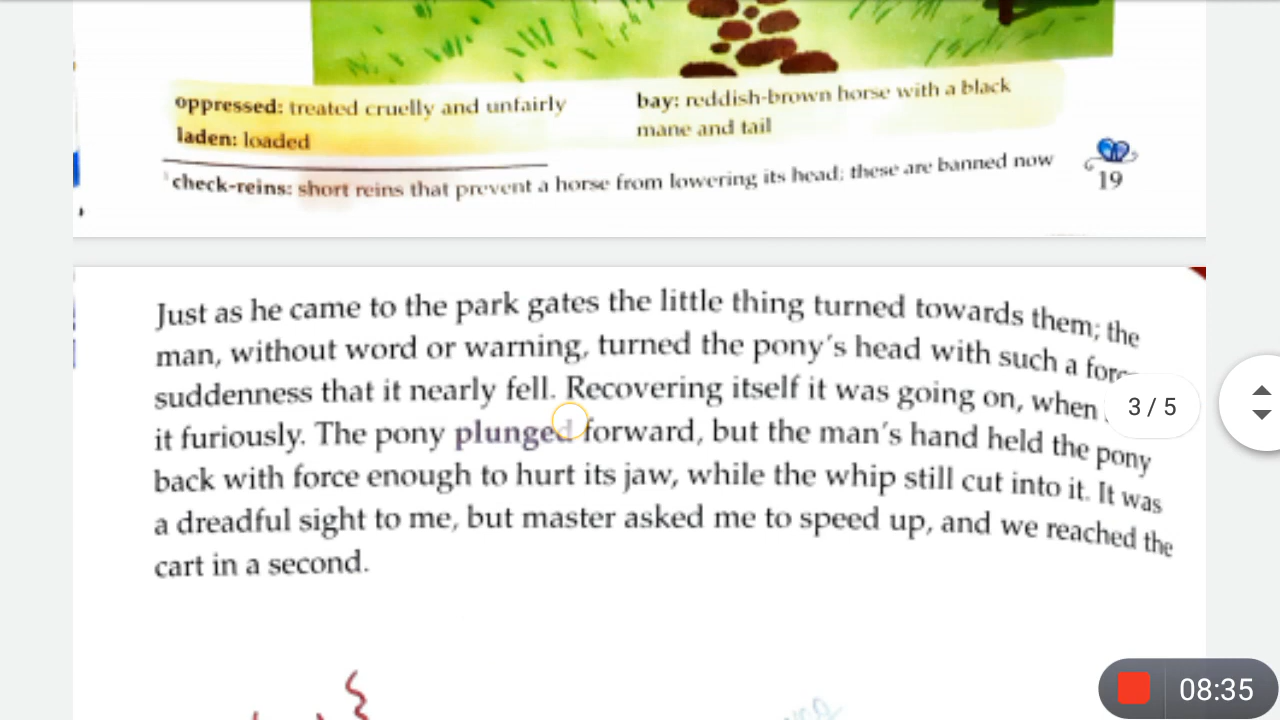 oppressed: treated cruelly and unfairly
laden: loaded
bay: reddish-brown horse with a black
mane and tail
check-reins: short reins that prevent a horse from lowering its head; these are banned now
19
Just as he came to the park gates the little thing turned towards them; the
man, without word or warning, turned the pony's head with such a
suddenness that it nearly fell. Recovering itself it was going on, when
it furiously. The pony plunged forward, but the man's hand held the pony
back with force enough to hurt its jaw, while the whip still cut into it. It was
a dreadful sight to me, but master asked me to speed up, and we reached the
cart in a second.
3 / 5
08:35